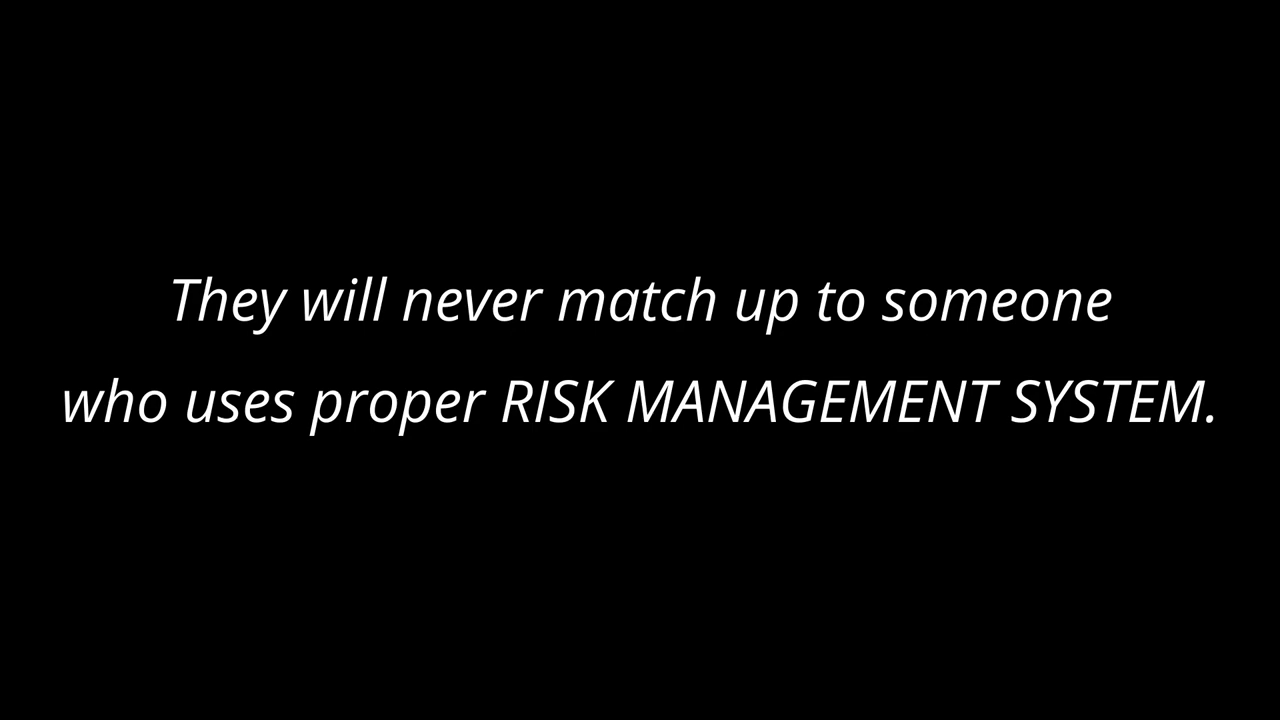 They will never match up to someone
who uses proper RISK MANAGEMENT SYSTEM.